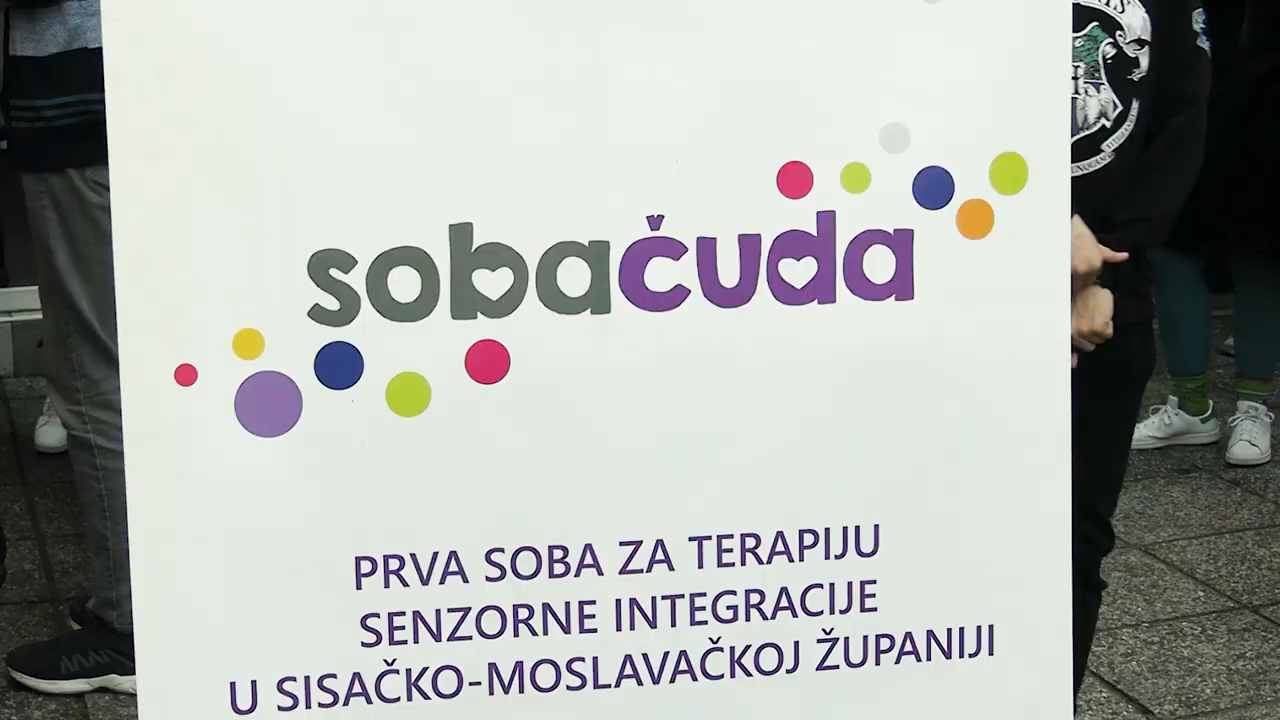 sobačuda
PRVA SOBA ZA TERAPIJU
SENZORNE INTEGRACIJE
U SISAČKO-MOSLAVAČKOJ ŽUPANIJI